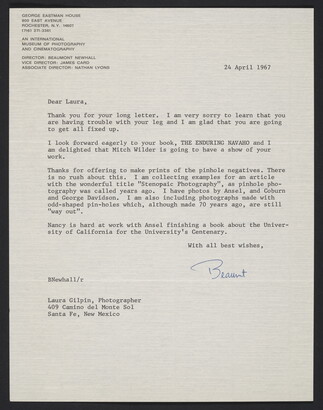 GEORGE EASTMAN HOUSE
900 EAST AVENUE
ROCHESTER, N.Y. 14607
(716) 271-3361
AN INTERNATIONAL
MUSEUM OF PHOTOGRAPHY
AND CINEMATOGRAPHY
DIRECTOR: BEAUMONT NEWHALL
VICE DIRECTOR: JAMES CARD
ASSOCIATE DIRECTOR: NATHAN LYONS
24 April 1967
Dear Laura,
Thank you for your long letter. I am very sorry to learn that you
are having trouble with your leg and I am glad that you are going
to get all fixed up.
I look forward eagerly to your book, THE ENDURING NAVAHO and I
am delighted that Mitch Wilder is going to have a show of your
work.
Thanks for offering to make prints of the pinhole negatives. There
is no rush about this. I am collecting examples for an article
with the wonderful title "Stenopaic Photography", as pinhole pho-
tography was called years ago. I have photos by Ansel, and Coburn
and George Davidson. I am also including photographs made with
odd-shaped pin-holes which, although made 70 years ago, are still
"way out".
Nancy is hard at work with Ansel finishing a book about the Univer-
sity of California for the University's Centenary.
With all best wishes,
Beaumt
BNewhall/r
Laura Gilpin, Photographer
409 Camino del Monte Sol
Santa Fe, New Mexico